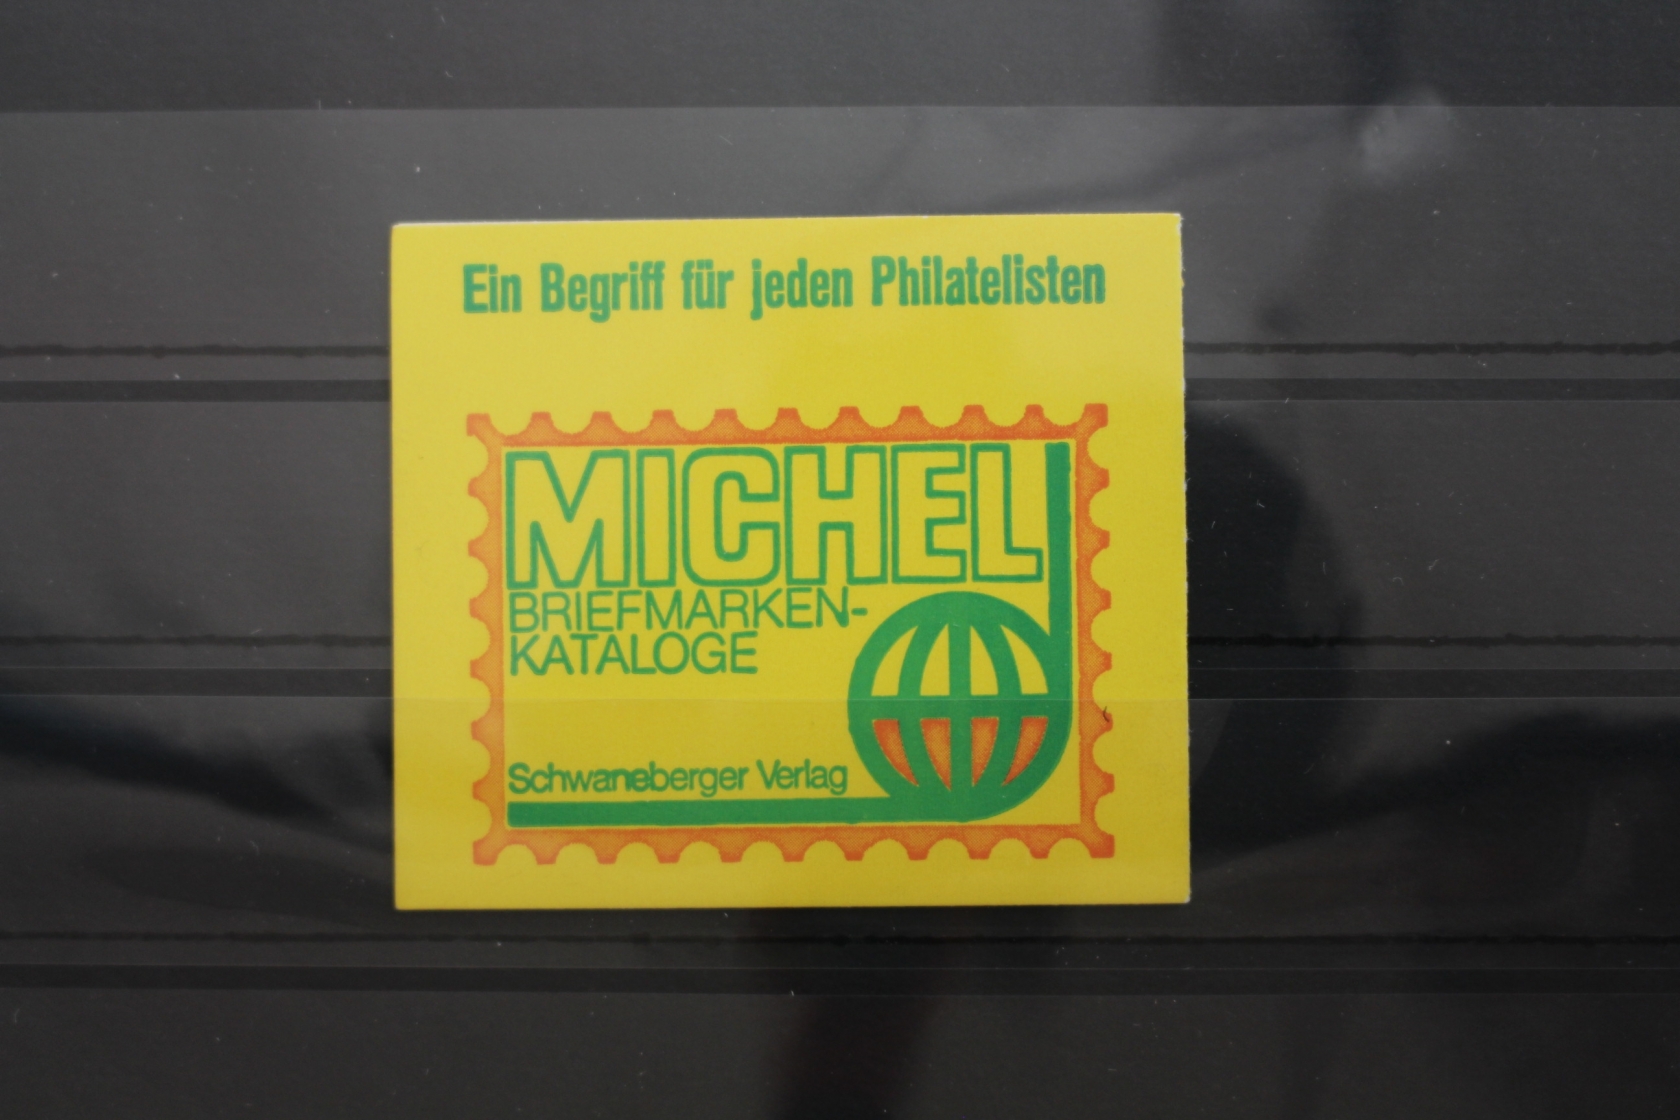 Ein Begriff für jeden Philatelisten
MICHEL
BRIEFMARKEN-
KATALOGE
Schwaneberger Verlag